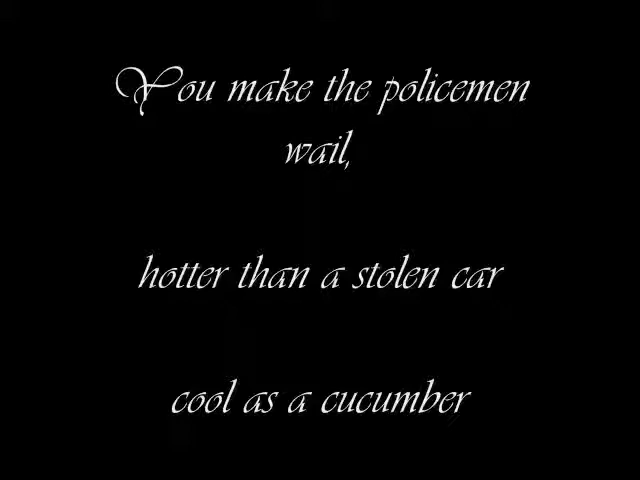 You make the policemen
wail,
hotter than a stolen car
cool as a cucumber